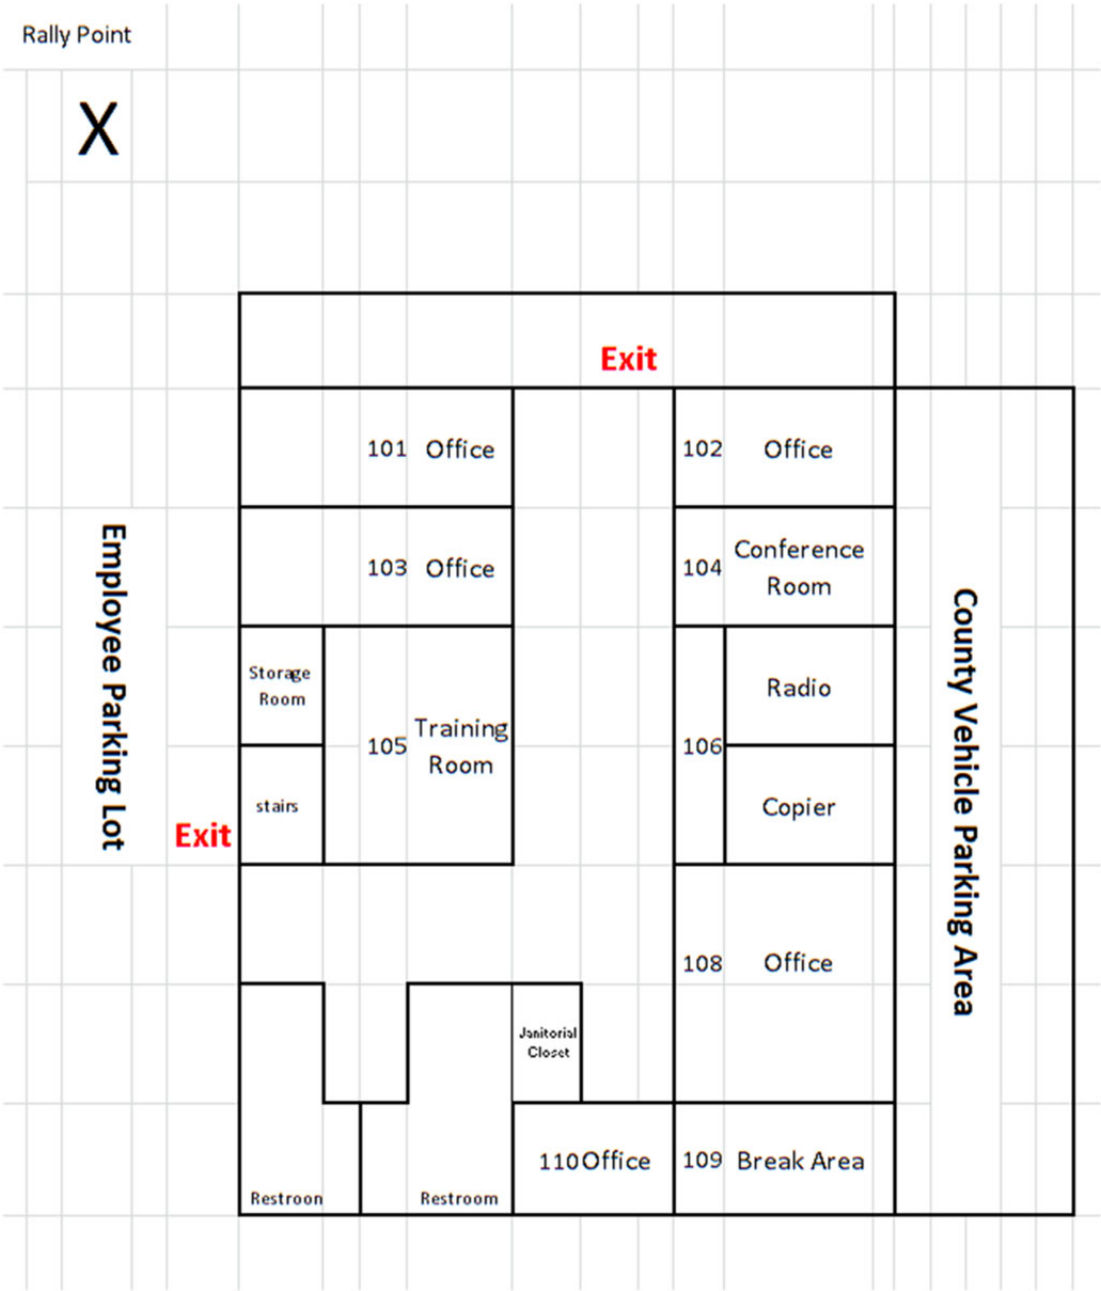 Rally Point
X
Exit
101 Office
102 Office
103 Office
104 Conference
Room
Storage
Room
105 Training
Room
106
Radio
stairs
Copier
Exit
Employee Parking Lot
County Vehicle Parking Area
108 Office
Janitorial
Closet
110 Office
109 Break Area
Restroon
Restroom